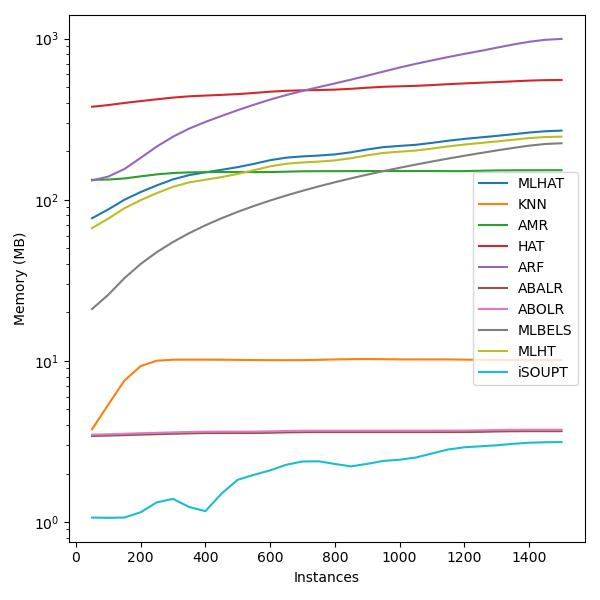 10³
10²
10¹
10⁰
Memory (MB)
MLHAT
KNN
AMR
HAT
ARF
ABALR
ABOLR
MLBELS
MLHT
iSOUPT
0 200 400 600 800 1000 1200 1400
Instances